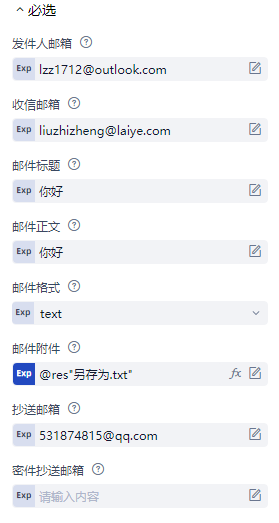 必选
发件人邮箱 ?
Exp lzz1712@outlook.com
收信邮箱 ?
Exp liuzhizheng@laiye.com
邮件标题 ?
Exp 你好
邮件正文 ?
Exp 你好
邮件格式 ?
Exp text
邮件附件 ?
Exp @res"另存为.txt" fx
抄送邮箱 ?
Exp 531874815@qq.com
密件抄送邮箱 ?
Exp 请输入内容